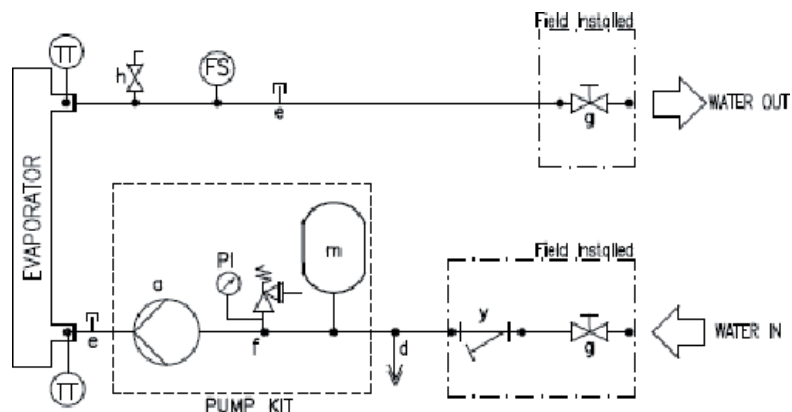 Field Installed
TT
h
FS
e
g
WATER OUT
EVAPORATOR
m
PI
a
Field Installed
y
e
f
d
g
WATER IN
TT
PUMP KIT